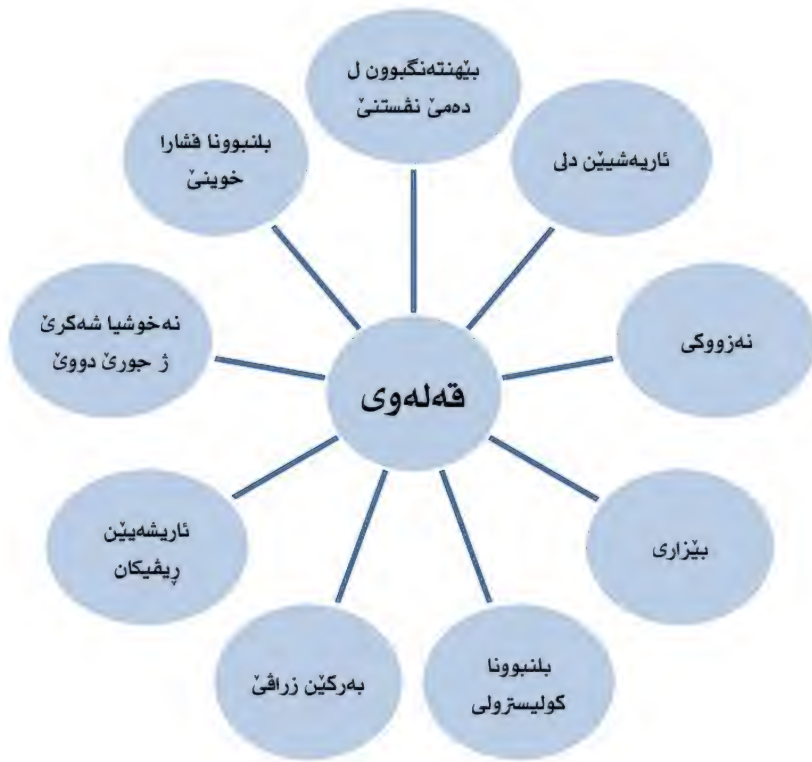 قەلەوی
بێهنتەنگبوون ل
دەمێ نڤستنێ
ئاریەشیێن دلی
نەزووکی
بێزاری
بلنبوونا
کولیسترولی
بەرکێن زراڤێ
ئاریشەیێن
ڕیڤیکان
نەخوشیا شەکرێ
ژ جورێ دووێ
بلنبوونا فشارا
خوینێ